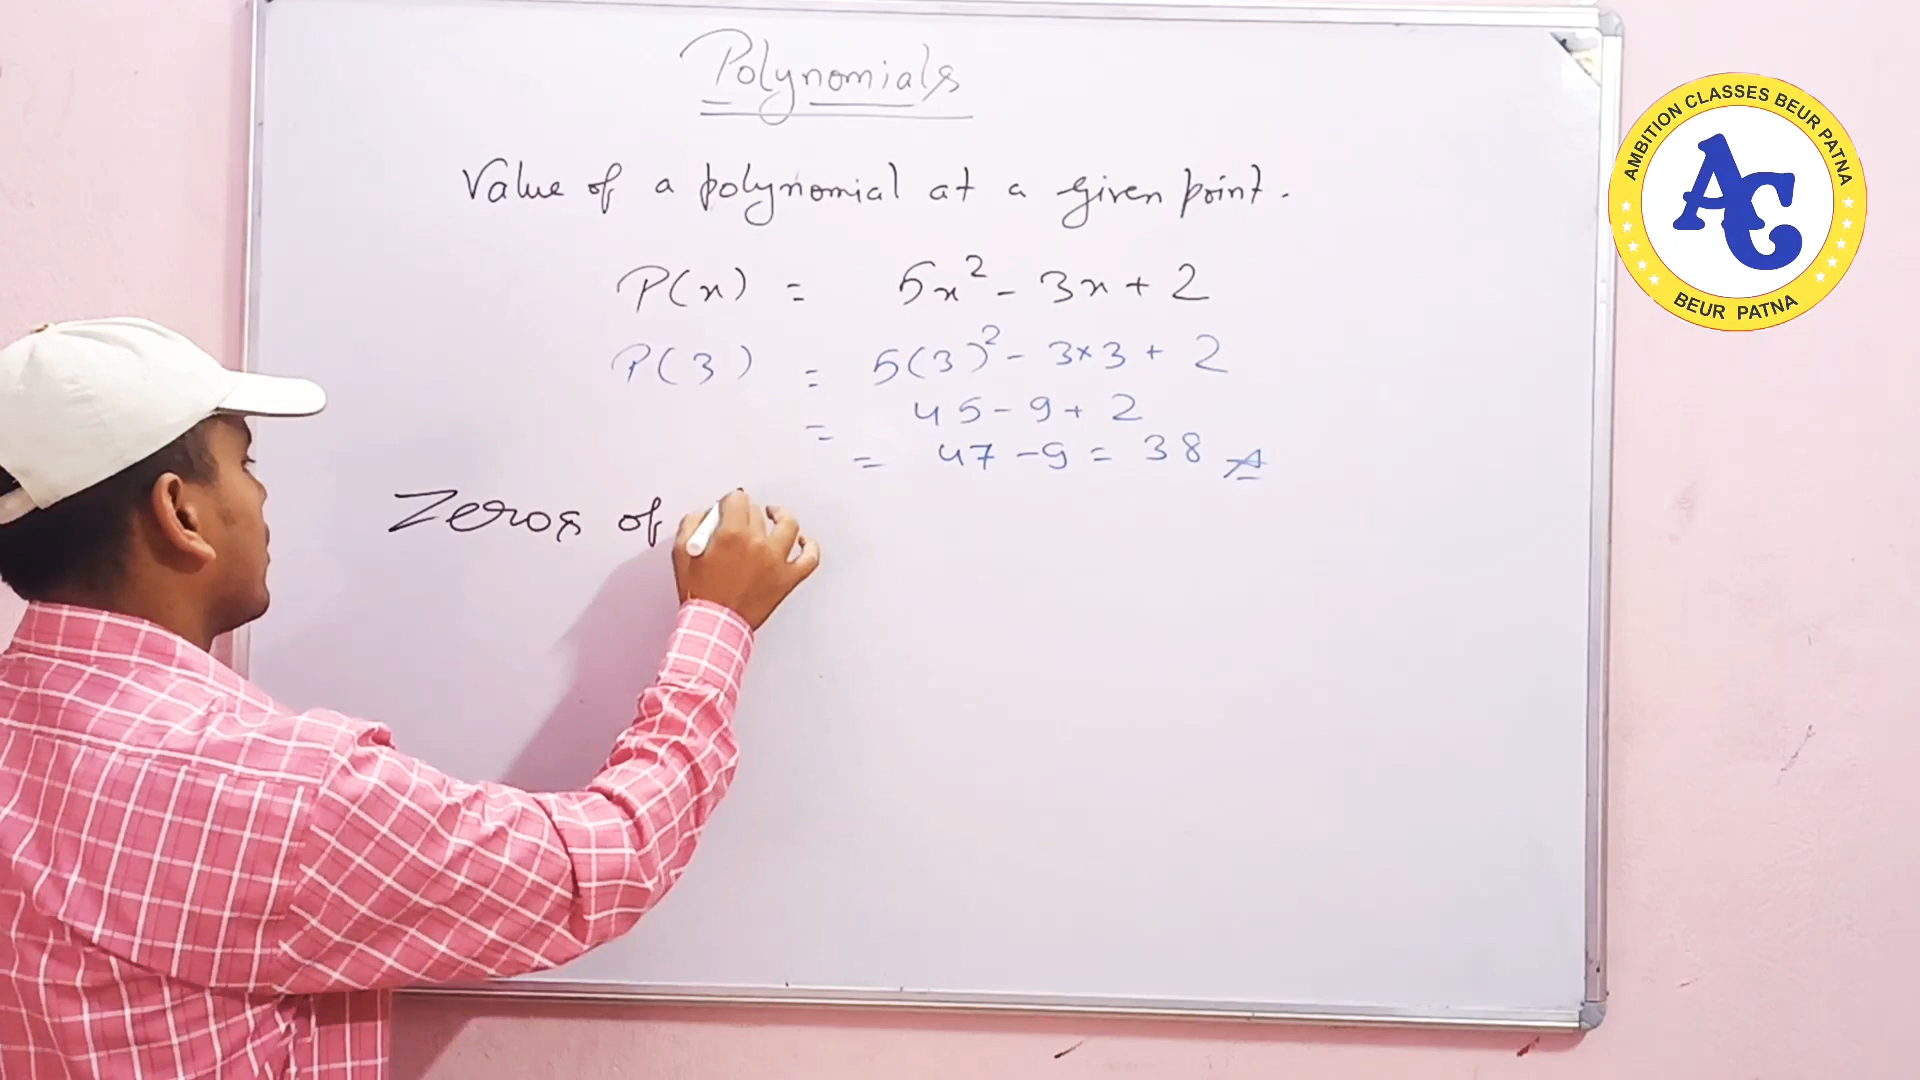 Polynomials
Value of a polynomial at a given point.
P(x) = 5x² - 3x + 2
P(3) = 5(3)² - 3×3 + 2
= 45 - 9 + 2
= 47 - 9 = 38 A
Zeros of
AMBITION CLASSES BEUR PATNA
AC
BEUR PATNA